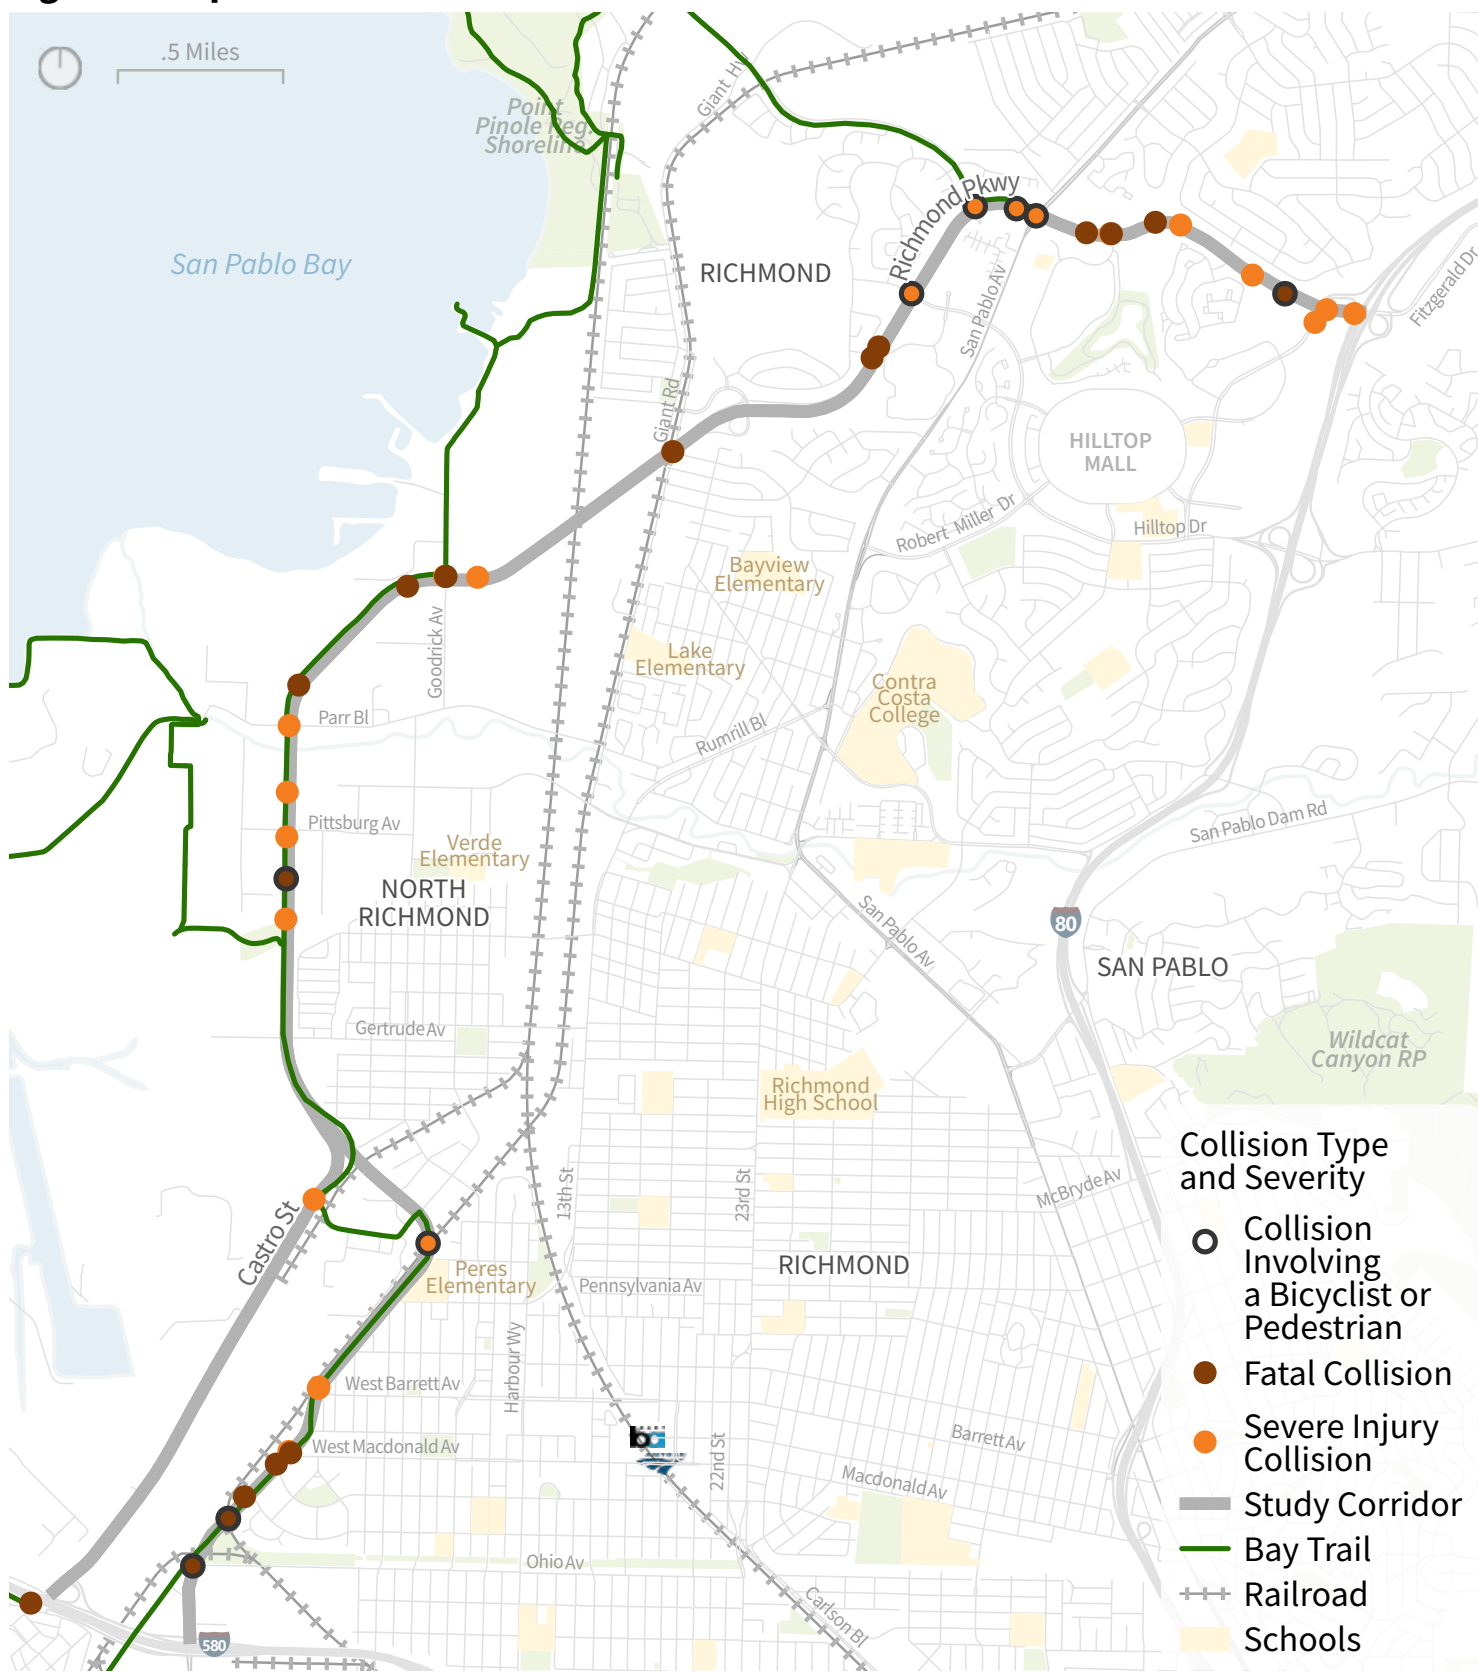 .5 Miles
Point
Pinole Reg.
Shoreline
Giant Hy
Richmond Pkwy
San Pablo Bay
RICHMOND
San Pablo Av
Fitzgerald Dr
Giant Rd
HILLTOP
MALL
Robert Miller Dr
Hilltop Dr
Bayview
Elementary
Goodrick Av
Lake
Elementary
Contra
Costa
College
Parr Bl
Rumrill Bl
Pittsburg Av
San Pablo Dam Rd
Verde
Elementary
NORTH
RICHMOND
San Pablo Av
80
SAN PABLO
Gertrude Av
Wildcat
Canyon RP
Richmond
High School
13th St
23rd St
McBryde Av
Castro St
RICHMOND
Peres
Elementary
Pennsylvania Av
Harbour Wy
West Barrett Av
West Macdonald Av
22nd St
Barrett Av
Macdonald Av
Ohio Av
Carlson Bl
580
Collision Type
and Severity
Collision
Involving
a Bicyclist or
Pedestrian
Fatal Collision
Severe Injury
Collision
Study Corridor
Bay Trail
Railroad
Schools